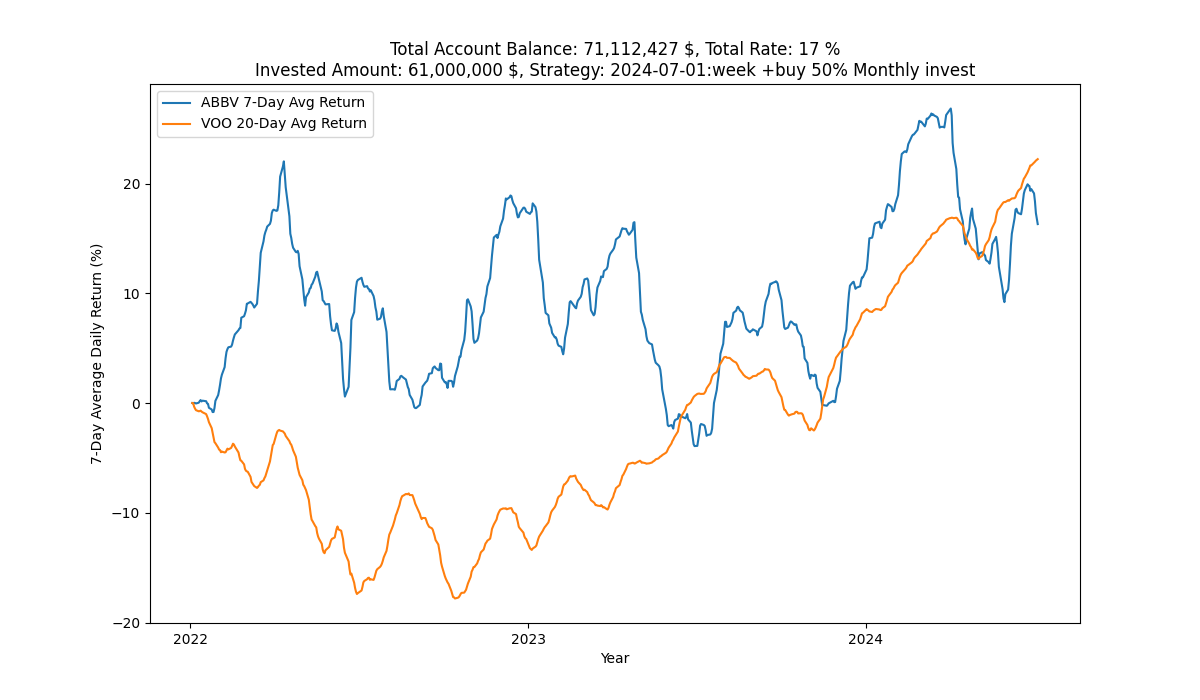 Total Account Balance: 71,112,427 $, Total Rate: 17 %
Invested Amount: 61,000,000 $, Strategy: 2024-07-01:week +buy 50% Monthly invest
ABBV 7-Day Avg Return
VOO 20-Day Avg Return
7-Day Average Daily Return (%)
20
10
0
−10
−20
2022
2023
2024
Year